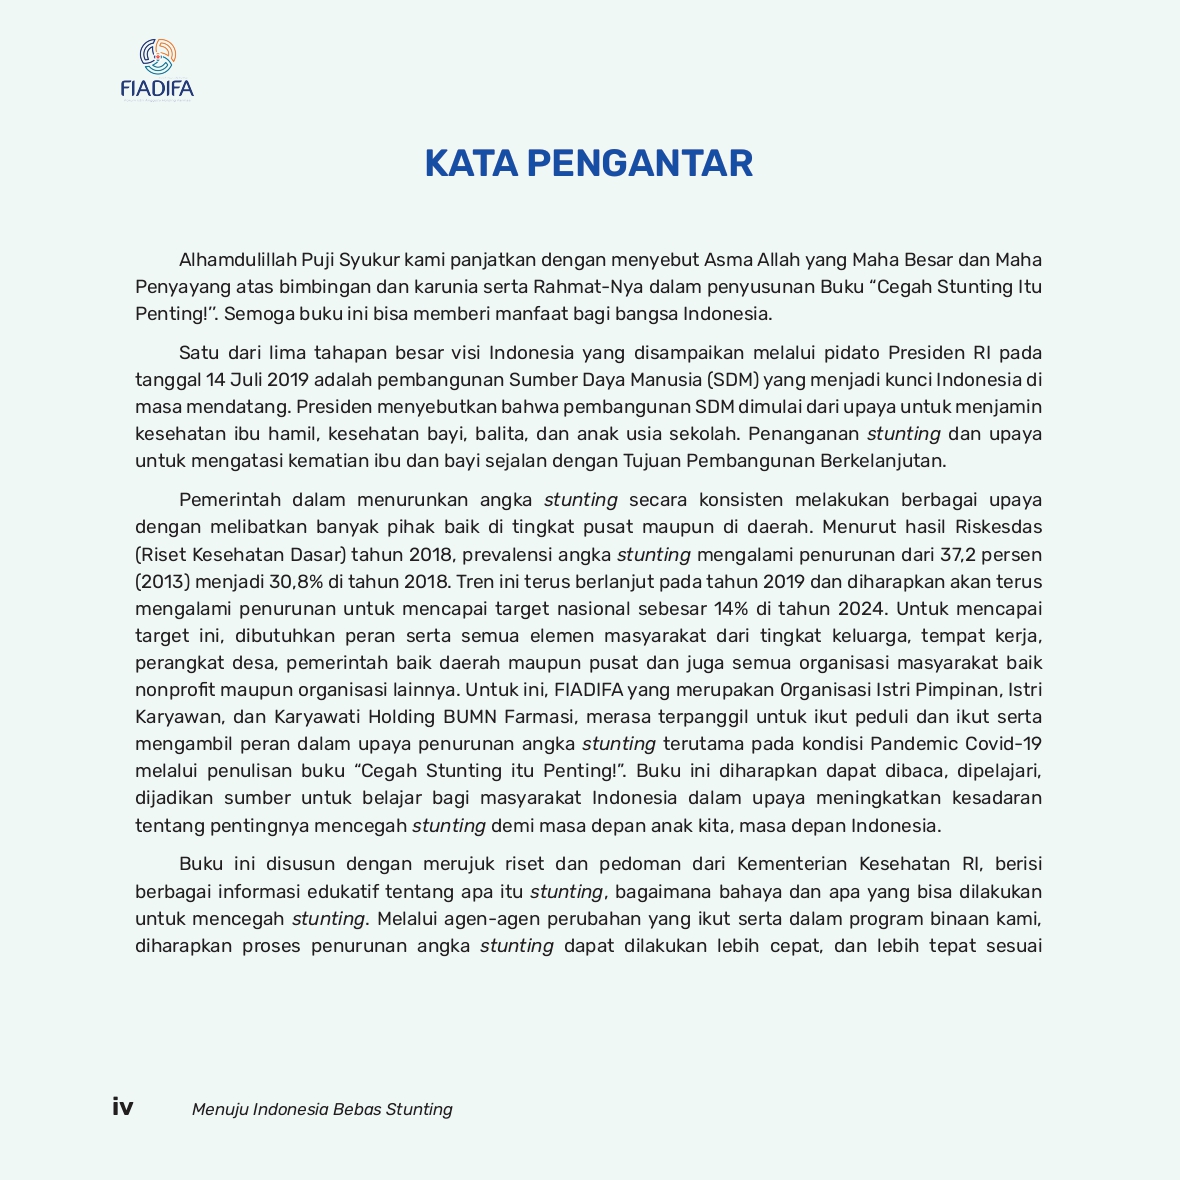 FIADIFA
KATA PENGANTAR
Alhamdulillah Puji Syukur kami panjatkan dengan menyebut Asma Allah yang Maha Besar dan Maha
Penyayang atas bimbingan dan karunia serta Rahmat-Nya dalam penyusunan Buku “Cegah Stunting Itu
Penting!’’. Semoga buku ini bisa memberi manfaat bagi bangsa Indonesia.
Satu dari lima tahapan besar visi Indonesia yang disampaikan melalui pidato Presiden RI pada
tanggal 14 Juli 2019 adalah pembangunan Sumber Daya Manusia (SDM) yang menjadi kunci Indonesia di
masa mendatang. Presiden menyebutkan bahwa pembangunan SDM dimulai dari upaya untuk menjamin
kesehatan ibu hamil, kesehatan bayi, balita, dan anak usia sekolah. Penanganan stunting dan upaya
untuk mengatasi kematian ibu dan bayi sejalan dengan Tujuan Pembangunan Berkelanjutan.
Pemerintah dalam menurunkan angka stunting secara konsisten melakukan berbagai upaya
dengan melibatkan banyak pihak baik di tingkat pusat maupun di daerah. Menurut hasil Riskesdas
(Riset Kesehatan Dasar) tahun 2018, prevalensi angka stunting mengalami penurunan dari 37,2 persen
(2013) menjadi 30,8% di tahun 2018. Tren ini terus berlanjut pada tahun 2019 dan diharapkan akan terus
mengalami penurunan untuk mencapai target nasional sebesar 14% di tahun 2024. Untuk mencapai
target ini, dibutuhkan peran serta semua elemen masyarakat dari tingkat keluarga, tempat kerja,
perangkat desa, pemerintah baik daerah maupun pusat dan juga semua organisasi masyarakat baik
nonprofit maupun organisasi lainnya. Untuk ini, FIADIFA yang merupakan Organisasi Istri Pimpinan, Istri
Karyawan, dan Karyawati Holding BUMN Farmasi, merasa terpanggil untuk ikut peduli dan ikut serta
mengambil peran dalam upaya penurunan angka stunting terutama pada kondisi Pandemic Covid-19
melalui penulisan buku “Cegah Stunting itu Penting!”. Buku ini diharapkan dapat dibaca, dipelajari,
dijadikan sumber untuk belajar bagi masyarakat Indonesia dalam upaya meningkatkan kesadaran
tentang pentingnya mencegah stunting demi masa depan anak kita, masa depan Indonesia.
Buku ini disusun dengan merujuk riset dan pedoman dari Kementerian Kesehatan RI, berisi
berbagai informasi edukatif tentang apa itu stunting, bagaimana bahaya dan apa yang bisa dilakukan
untuk mencegah stunting. Melalui agen-agen perubahan yang ikut serta dalam program binaan kami,
diharapkan proses penurunan angka stunting dapat dilakukan lebih cepat, dan lebih tepat sesuai
iv Menuju Indonesia Bebas Stunting